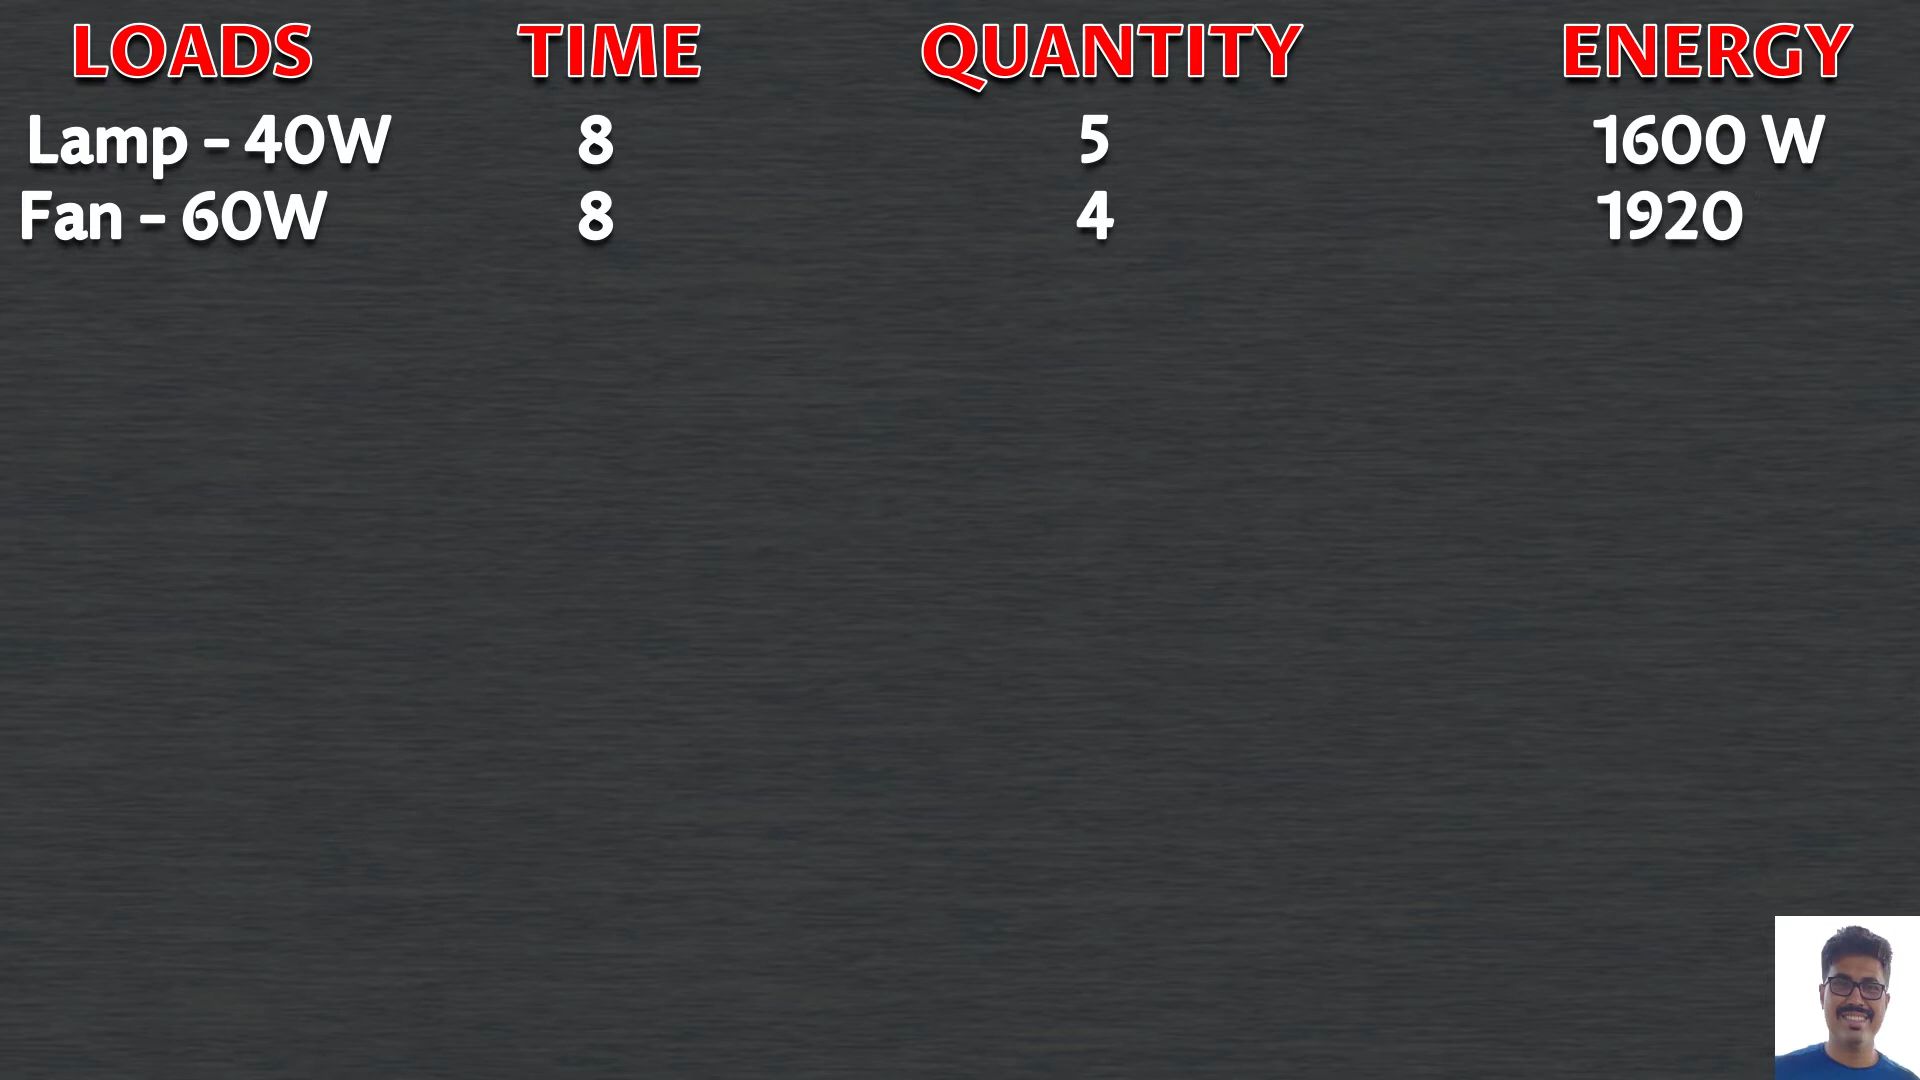 LOADS TIME QUANTITY ENERGY
Lamp - 40W 8 5 1600 W
Fan - 60W 8 4 1920